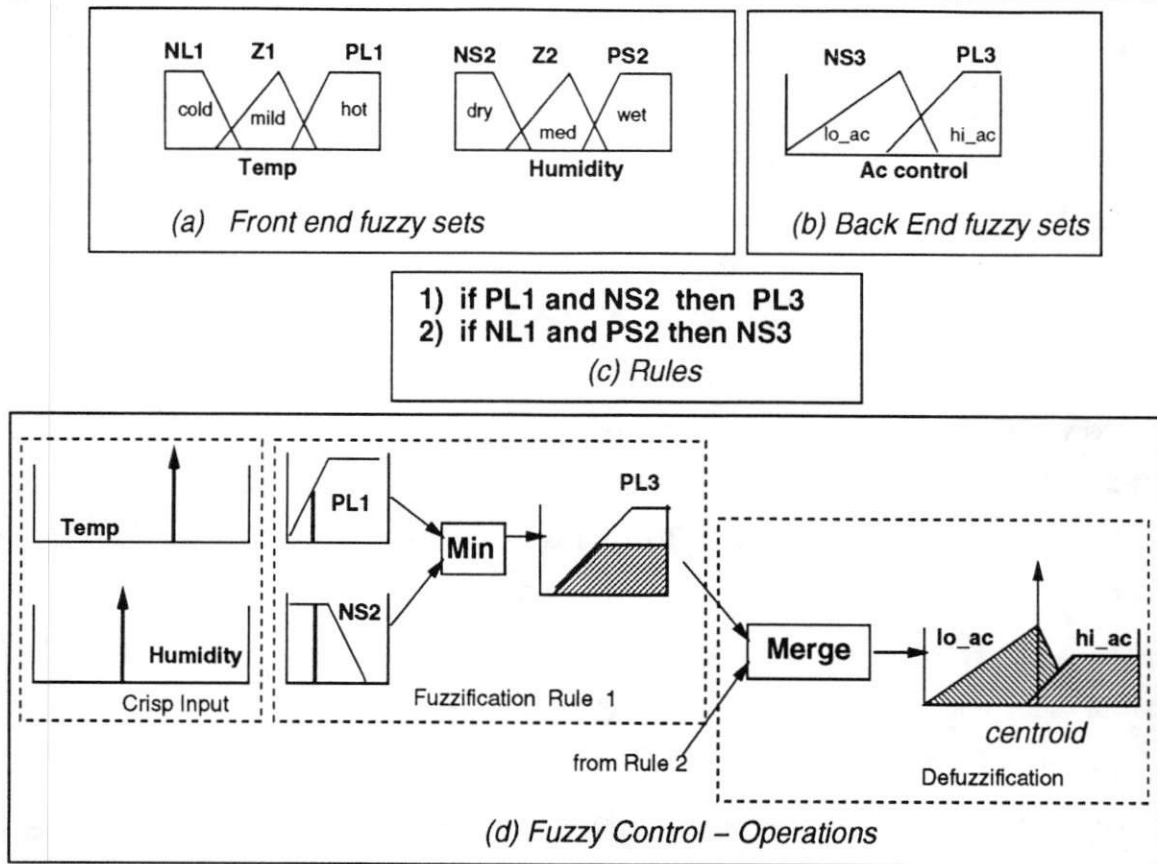 NL1 Z1 PL1
cold mild hot
Temp
NS2 Z2 PS2
dry med wet
Humidity
(a) Front end fuzzy sets
NS3 PL3
lo_ac hi_ac
Ac control
(b) Back End fuzzy sets
1) if PL1 and NS2 then PL3
2) if NL1 and PS2 then NS3
(c) Rules
Temp
Humidity
Crisp Input
PL1
NS2
Min
PL3
Fuzzification Rule 1
from Rule 2
Merge
lo_ac hi_ac
centroid
Defuzzification
(d) Fuzzy Control – Operations